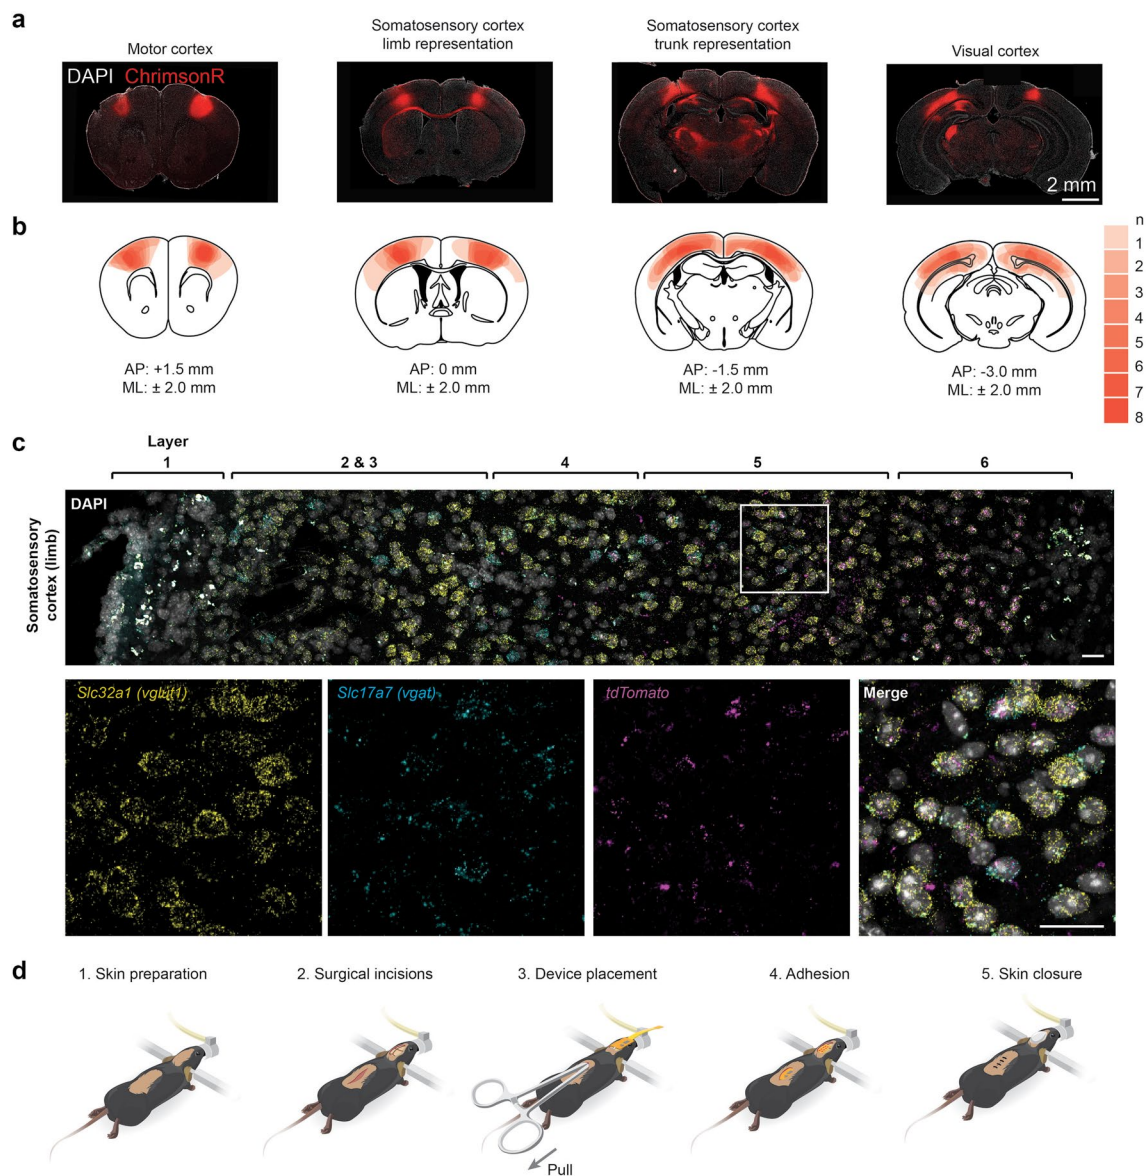 a
Motor cortex
Somatosensory cortex
limb representation
Somatosensory cortex
trunk representation
Visual cortex
DAPI ChrimsonR
2 mm
b
n
1
2
3
4
5
6
7
8
AP: +1.5 mm
ML: ± 2.0 mm
AP: 0 mm
ML: ± 2.0 mm
AP: -1.5 mm
ML: ± 2.0 mm
AP: -3.0 mm
ML: ± 2.0 mm
c
Layer
1
2 & 3
4
5
6
Somatosensory
cortex (limb)
DAPI
Slc32a1 (vglut1)
Slc17a7 (vgat)
tdTomato
Merge
d
1. Skin preparation
2. Surgical incisions
3. Device placement
4. Adhesion
5. Skin closure
Pull